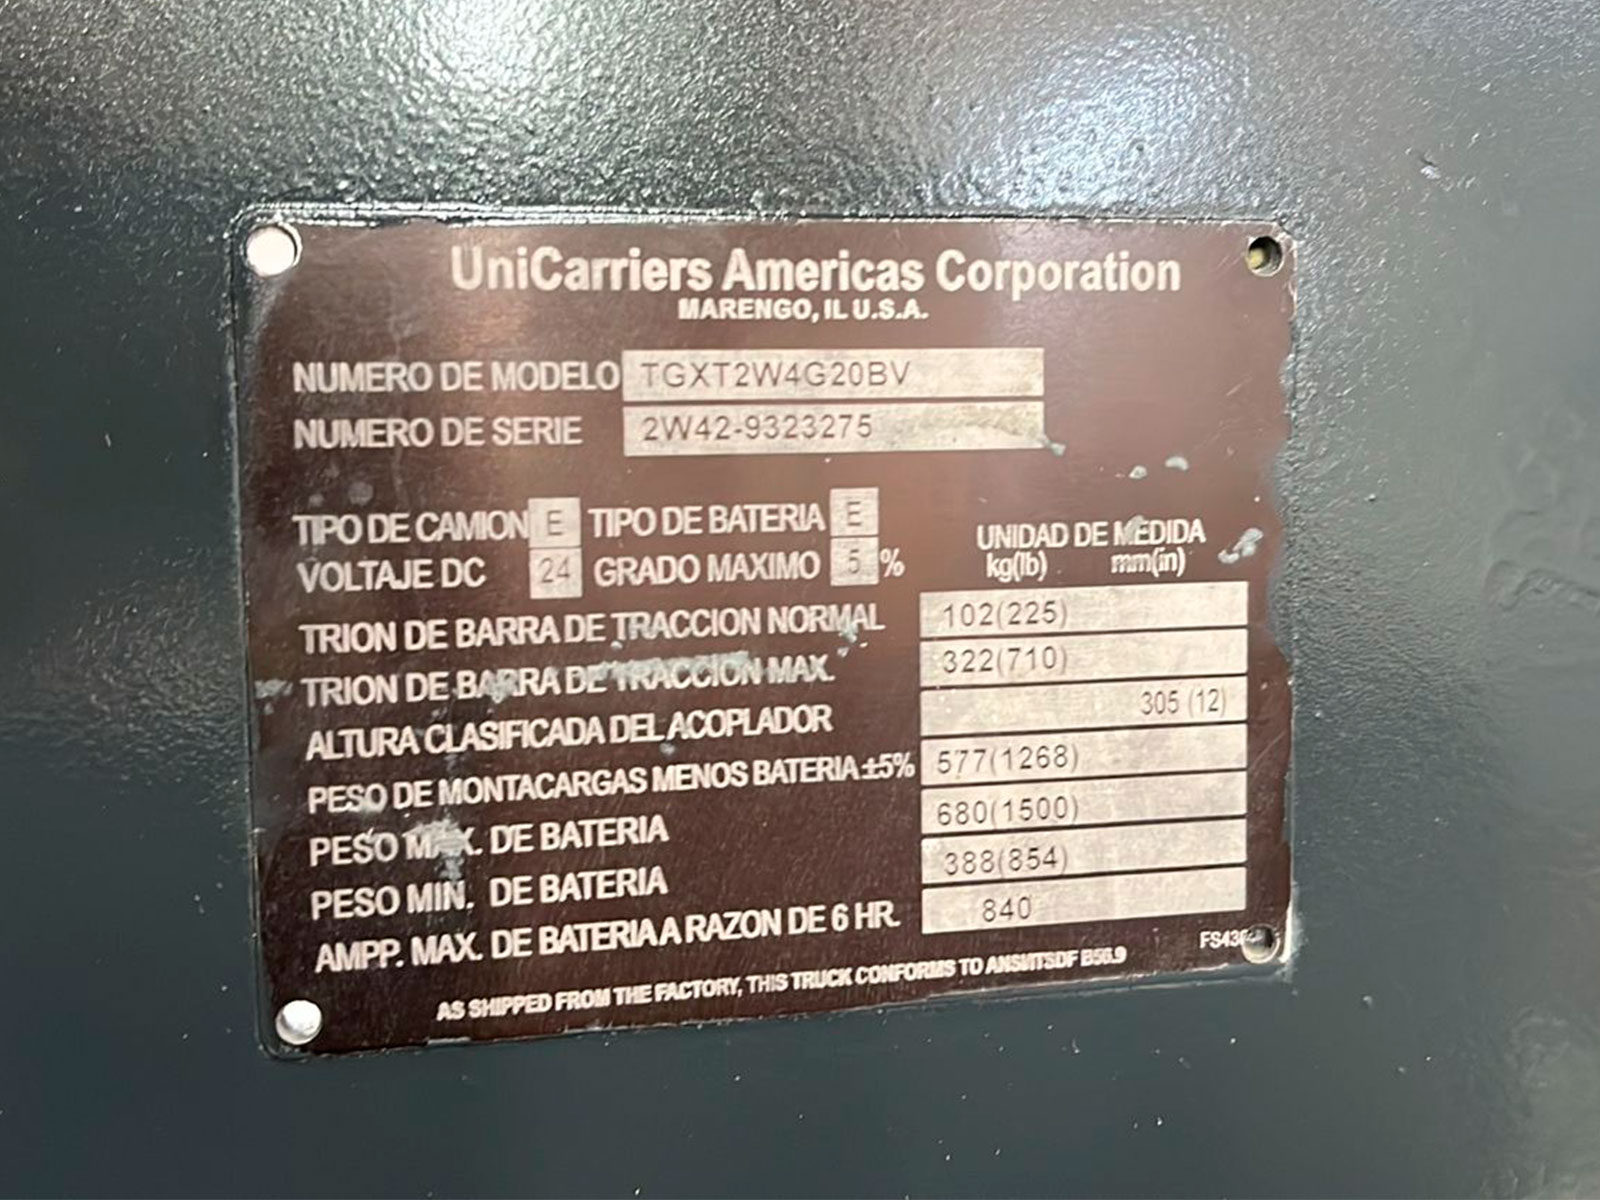 UniCarriers Americas Corporation
MARENGO, IL U.S.A.
NUMERO DE MODELO TGXT2W4G20BV
NUMERO DE SERIE 2W42-9323275
TIPO DE CAMION E TIPO DE BATERIA E
VOLTAJE DC 24 GRADO MAXIMO 5 %
UNIDAD DE MEDIDA
kg(lb) mm(in)
TRION DE BARRA DE TRACCION NORMAL 102(225)
TRION DE BARRA DE TRACCION MAX. 322(710)
ALTURA CLASIFICADA DEL ACOPLADOR 305 (12)
PESO DE MONTACARGAS MENOS BATERIA ±5% 577(1268)
PESO MAX. DE BATERIA 680(1500)
PESO MIN. DE BATERIA 388(854)
AMPP. MAX. DE BATERIA A RAZON DE 6 HR. 840
AS SHIPPED FROM THE FACTORY, THIS TRUCK CONFORMS TO B56.9